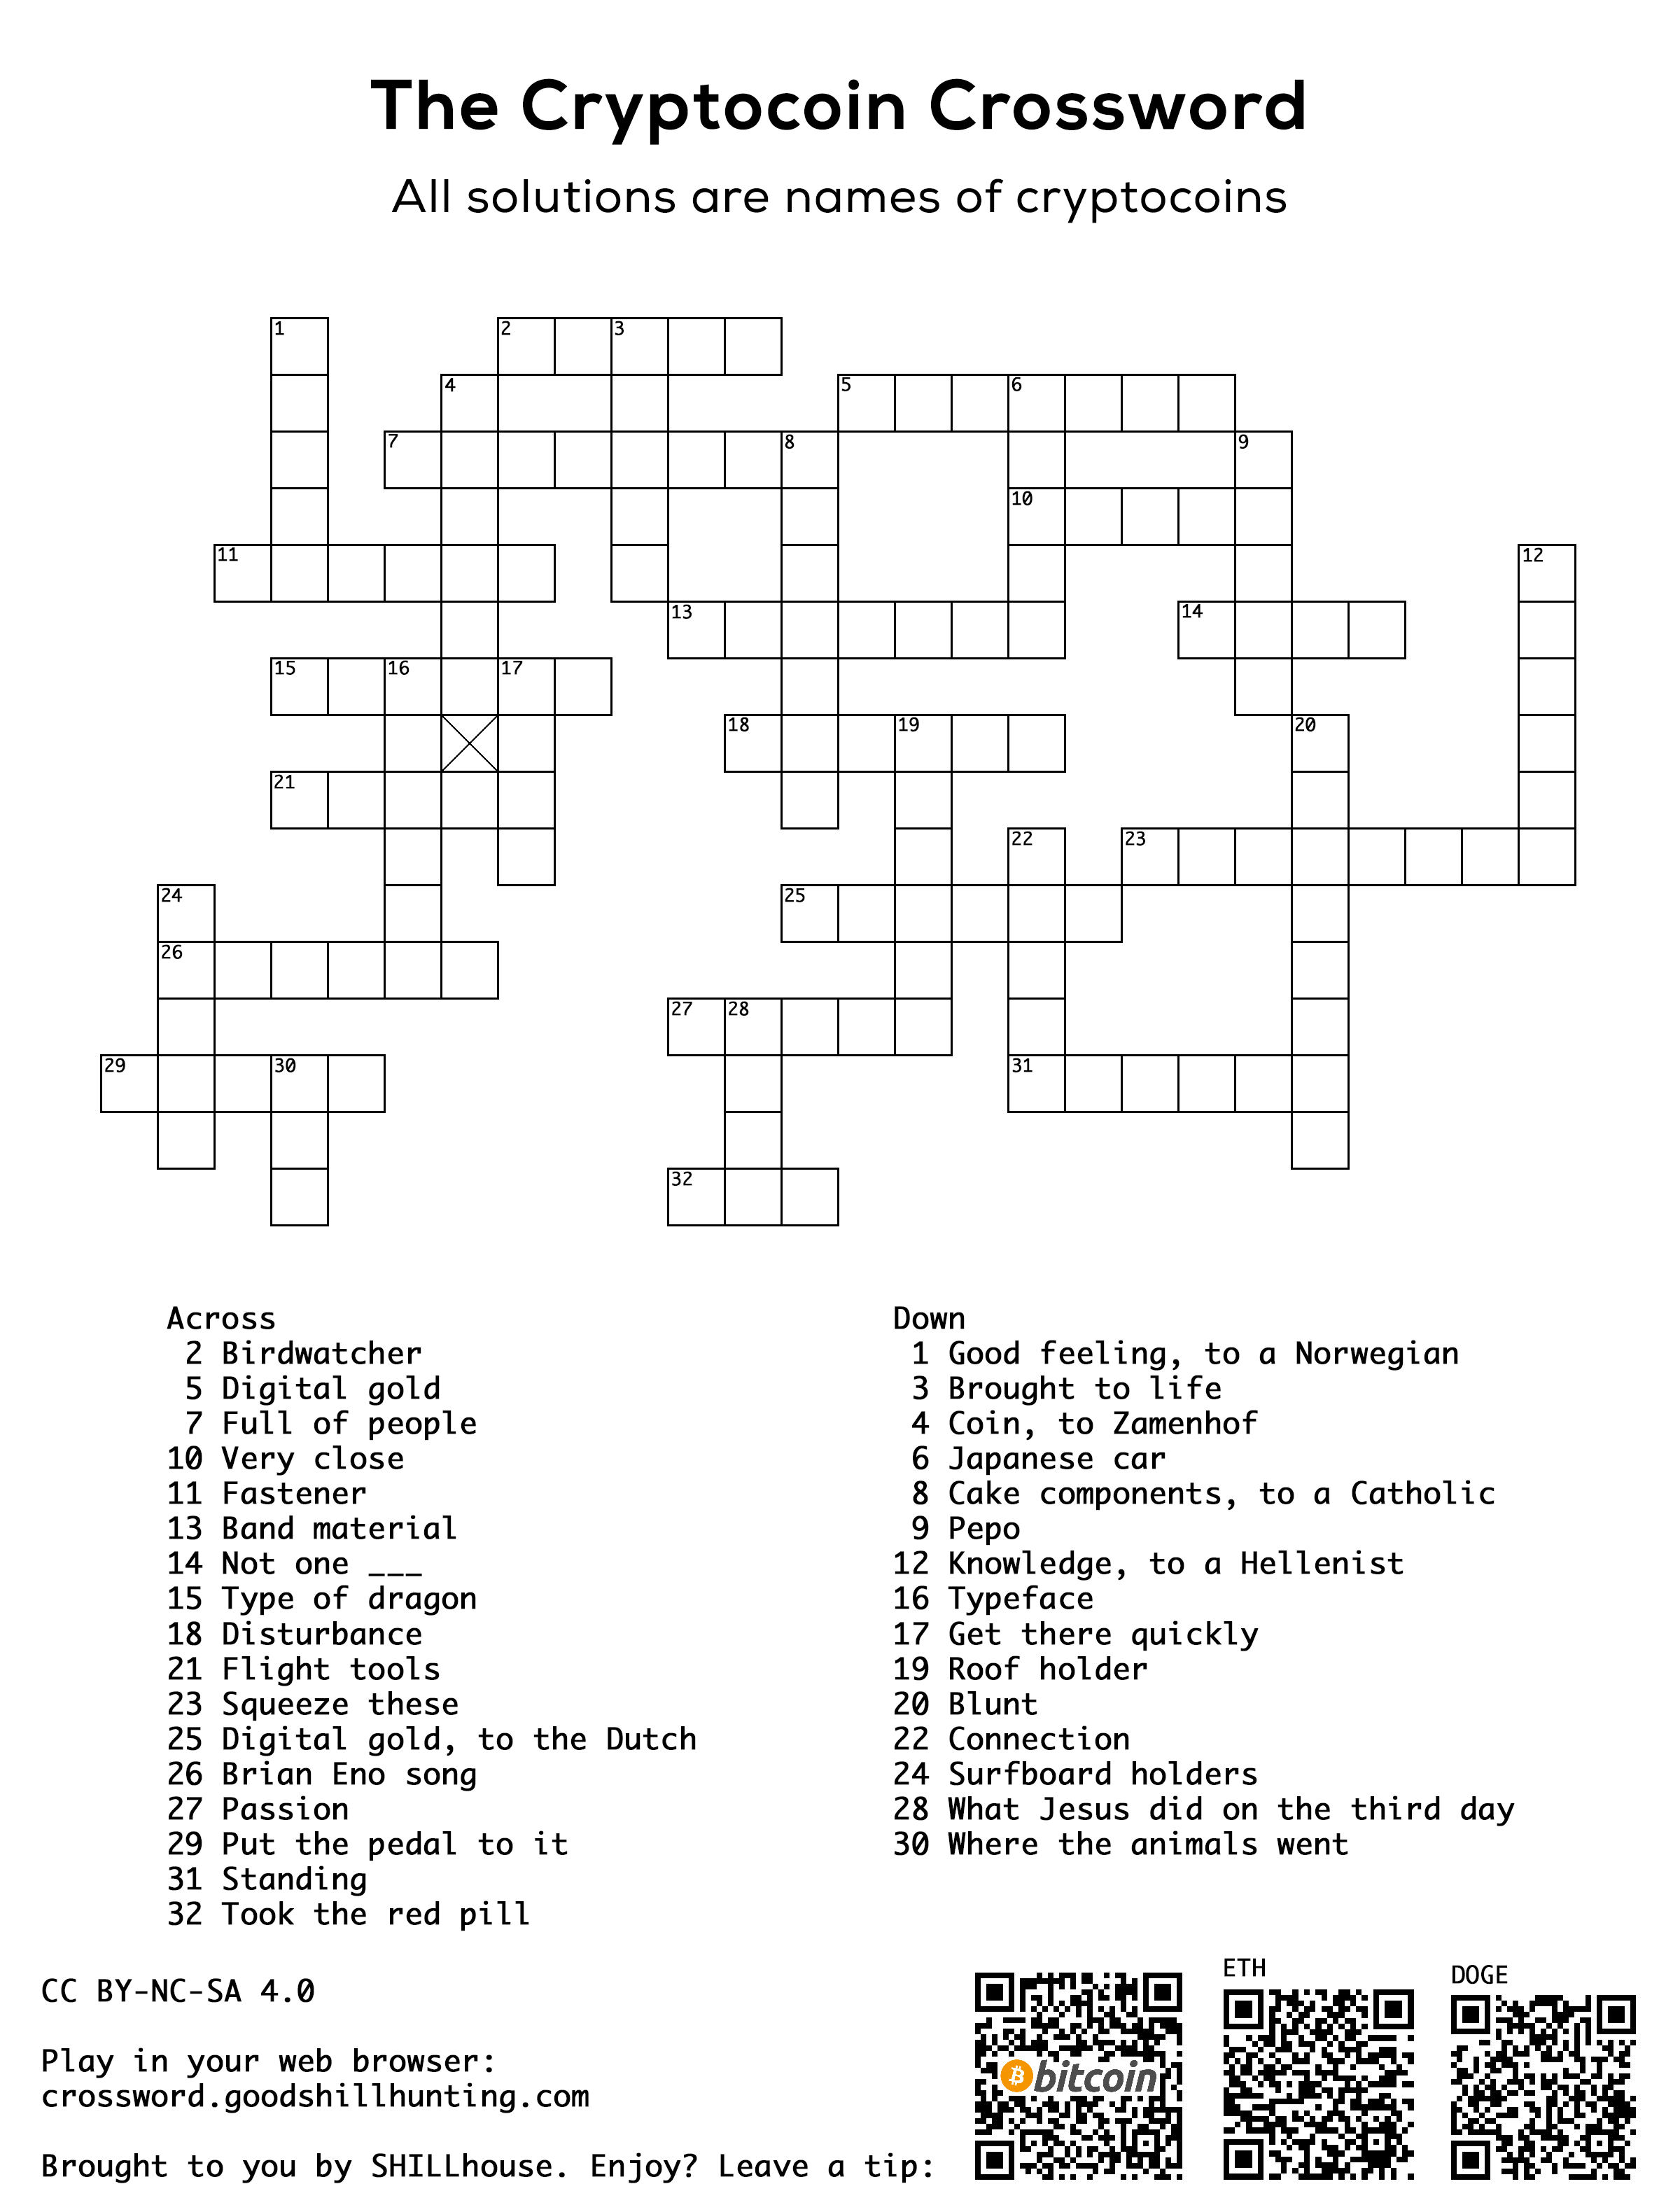 The Cryptocoin Crossword
All solutions are names of cryptocoins
1
2
3
4
5
6
7
8
9
10
11
12
13
14
15
16
17
18
19
20
21
22
23
24
25
26
27
28
29
30
31
32
Across
2 Birdwatcher
5 Digital gold
7 Full of people
10 Very close
11 Fastener
13 Band material
14 Not one ___
15 Type of dragon
18 Disturbance
21 Flight tools
23 Squeeze these
25 Digital gold, to the Dutch
26 Brian Eno song
27 Passion
29 Put the pedal to it
31 Standing
32 Took the red pill
Down
1 Good feeling, to a Norwegian
3 Brought to life
4 Coin, to Zamenhof
6 Japanese car
8 Cake components, to a Catholic
9 Pepo
12 Knowledge, to a Hellenist
16 Typeface
17 Get there quickly
19 Roof holder
20 Blunt
22 Connection
24 Surfboard holders
28 What Jesus did on the third day
30 Where the animals went
CC BY-NC-SA 4.0
Play in your web browser:
crossword.goodshillhunting.com
Brought to you by SHILLhouse. Enjoy? Leave a tip:
bitcoin
ETH
DOGE